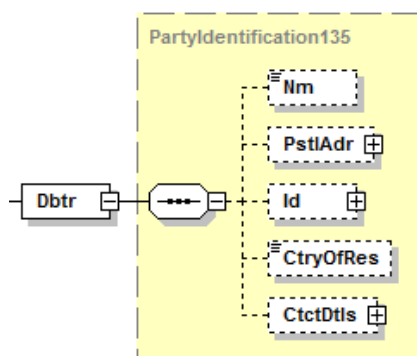 PartyIdentification135
Nm
PstlAdr
Dbtr
Id
CtryOfRes
CtctDtls